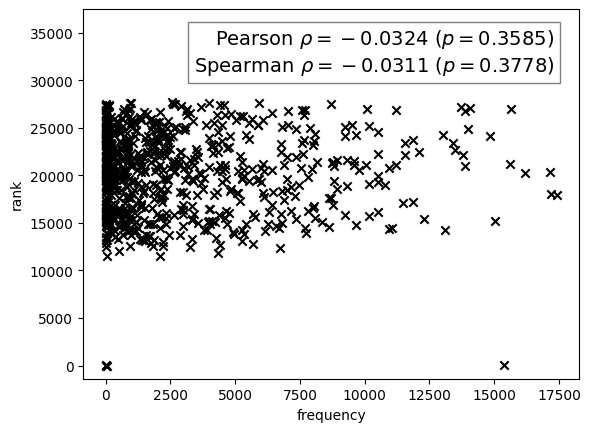 Pearson ρ = −0.0324 (p = 0.3585)
Spearman ρ = −0.0311 (p = 0.3778)
35000
30000
25000
20000
15000
10000
5000
0
rank
0 2500 5000 7500 10000 12500 15000 17500
frequency